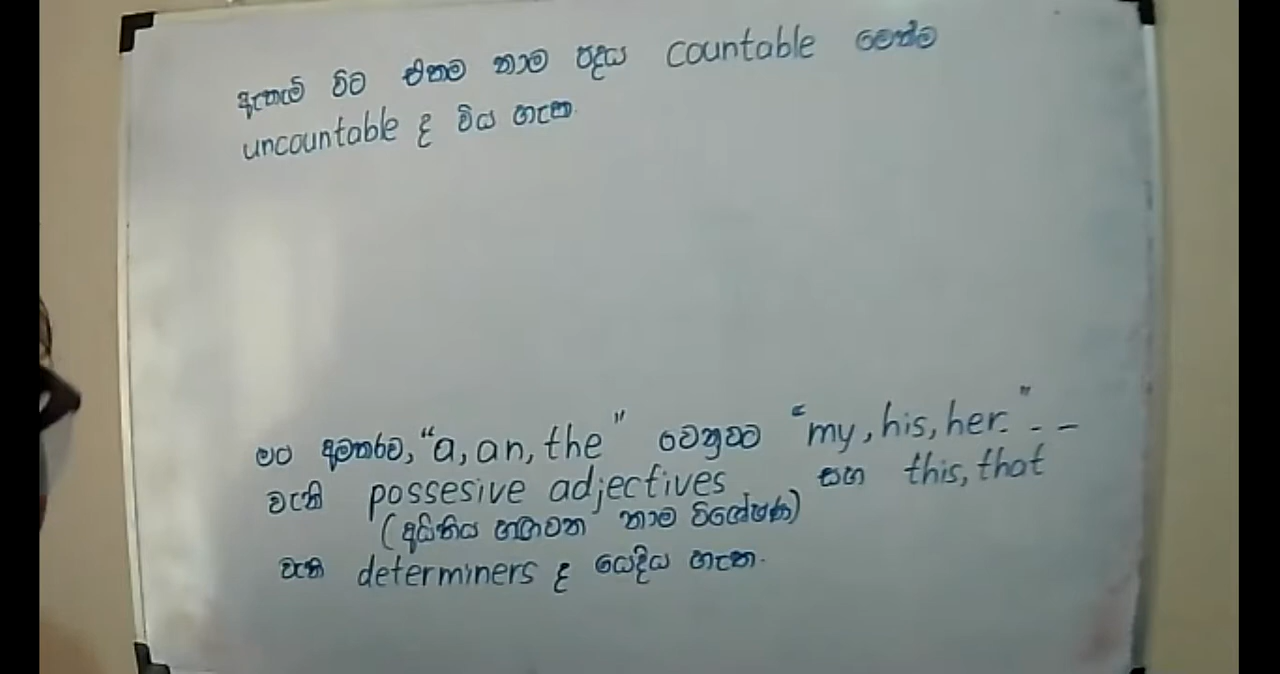 ඇතැම් විට එකම නාම පදය countable මෙන්ම
uncountable ද විය හැක.
මීට අමතරව, "a, an, the" වෙනුවට "my, his, her." - -
වැනි possesive adjectives සහ this, that
(අයිතිය හඟවන නාම විශේෂණ)
වැනි determiners ද යෙදිය හැක.